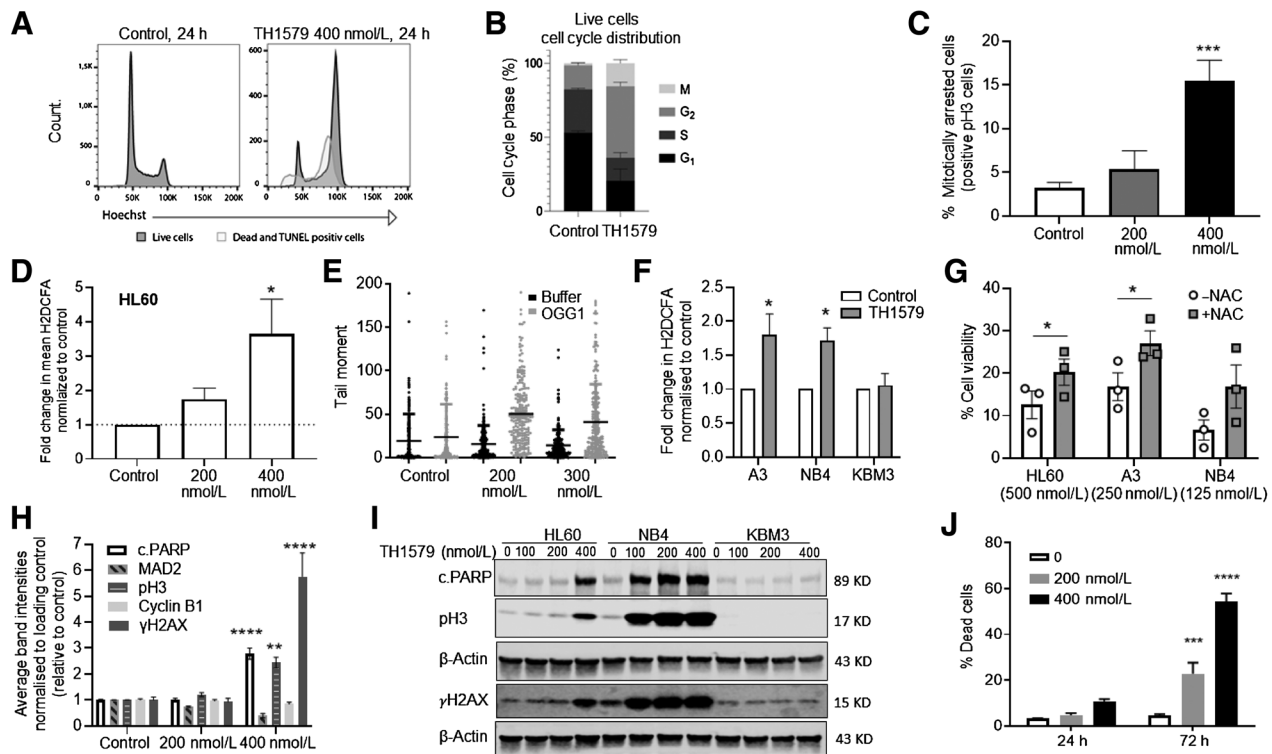 A
Control, 24 h
TH1579 400 nmol/L, 24 h
Count.
1,5K
1,0K
500
0
0 50K 100K 150K 200K
600
400
200
0
0 50K 100K 150K 200K
Hoechst
Live cells
Dead and TUNEL positiv cells
B
Live cells
cell cycle distribution
Cell cycle phase (%)
100
50
0
M
G2
S
G1
Control TH1579
C
% Mitotically arrested cells
(positive pH3 cells)
20
15
10
5
0
***
Control
200
nmol/L
400
nmol/L
D
HL60
Fold change in mean H2DCFA
normlized to control
5
4
3
2
1
0
*
Control
200
nmol/L
400
nmol/L
E
Tail moment
200
150
100
50
0
Buffer
OGG1
Control
200
nmol/L
300
nmol/L
F
Fodl change in H2DCFA
normalised to control
2.5
2.0
1.5
1.0
0.5
0.0
Control
TH1579
*
*
A3 NB4 KBM3
G
% Cell viability
40
30
20
10
0
–NAC
+NAC
*
*
HL60
(500 nmol/L)
A3
(250 nmol/L)
NB4
(125 nmol/L)
H
Average band intensities
normalised to loading control
(relative to control)
7
6
5
4
3
2
1
0
c.PARP
MAD2
pH3
Cyclin B1
γH2AX
****
**
****
Control 200 nmol/L 400 nmol/L
I
HL60 NB4 KBM3
TH1579 (nmol/L) 0 100 200 400 0 100 200 400 0 100 200 400
c.PARP 89 KD
pH3 17 KD
β-Actin 43 KD
γH2AX 15 KD
β-Actin 43 KD
J
% Dead cells
80
60
40
20
0
0
200 nmol/L
400 nmol/L
***
****
24 h 72 h